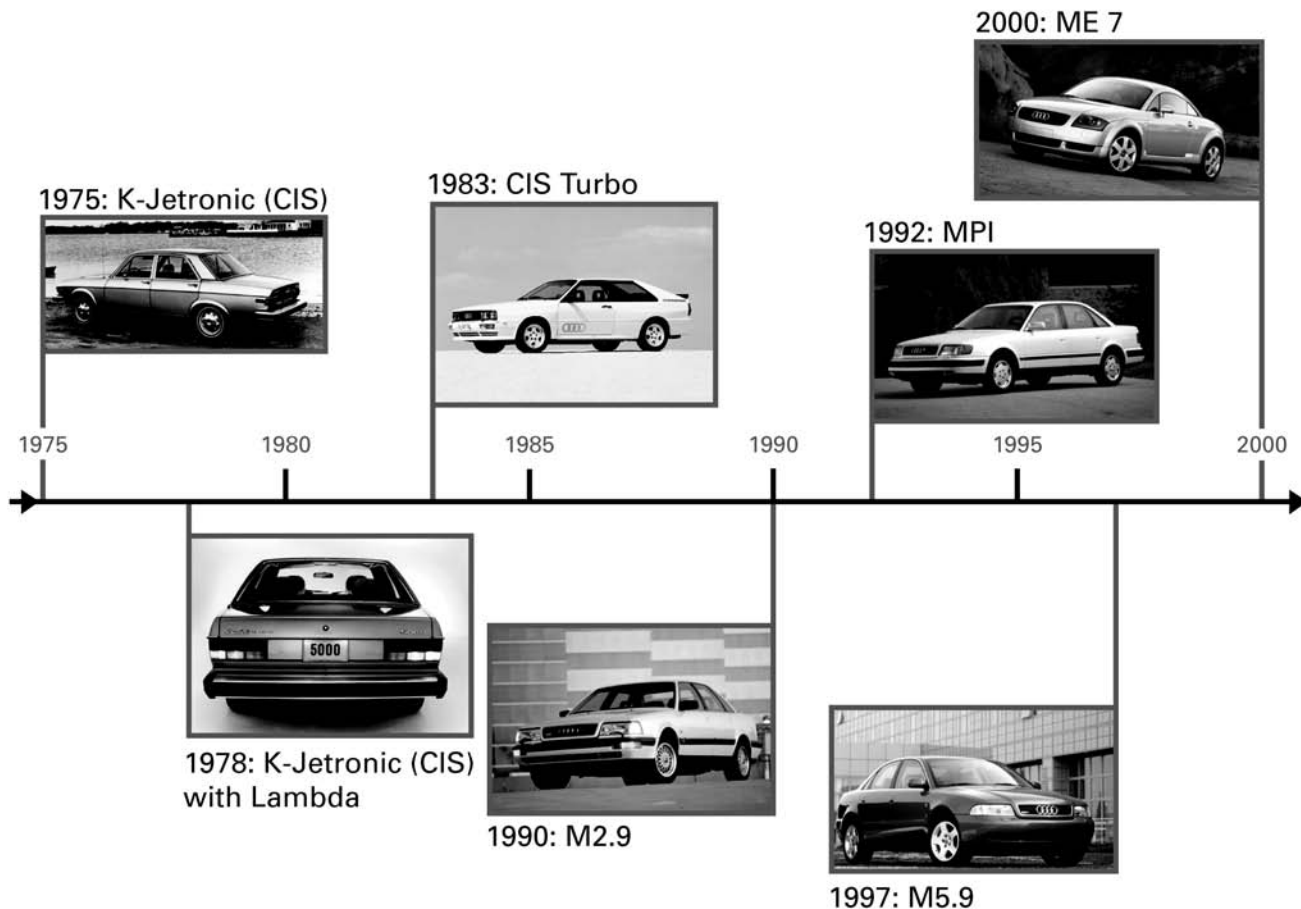 2000: ME 7
1975: K-Jetronic (CIS)
1983: CIS Turbo
1992: MPI
1975
1980
1985
1990
1995
2000
5000
1978: K-Jetronic (CIS)
with Lambda
1990: M2.9
1997: M5.9